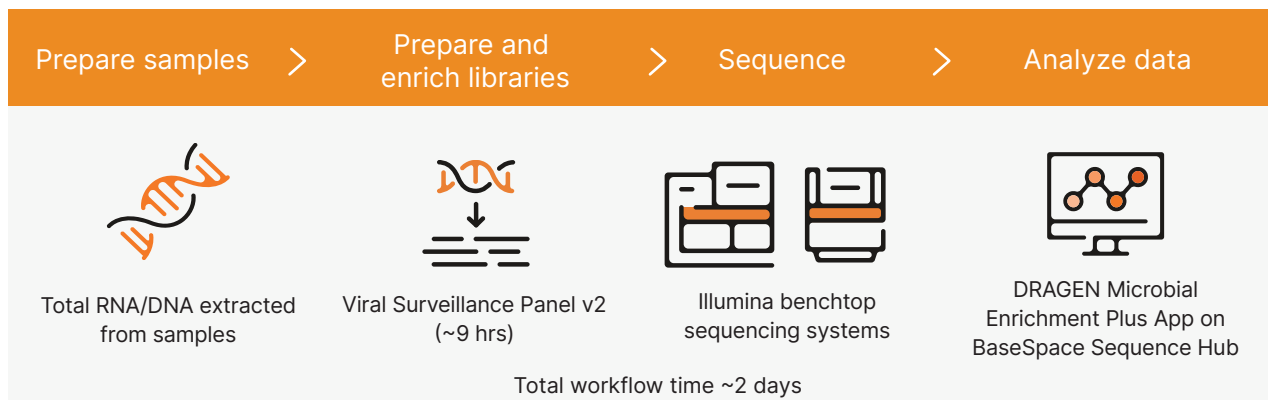 Prepare samples
Prepare and
enrich libraries
Sequence
Analyze data
Total RNA/DNA extracted
from samples
Viral Surveillance Panel v2
(~9 hrs)
Illumina benchtop
sequencing systems
DRAGEN Microbial
Enrichment Plus App on
BaseSpace Sequence Hub
Total workflow time ~2 days